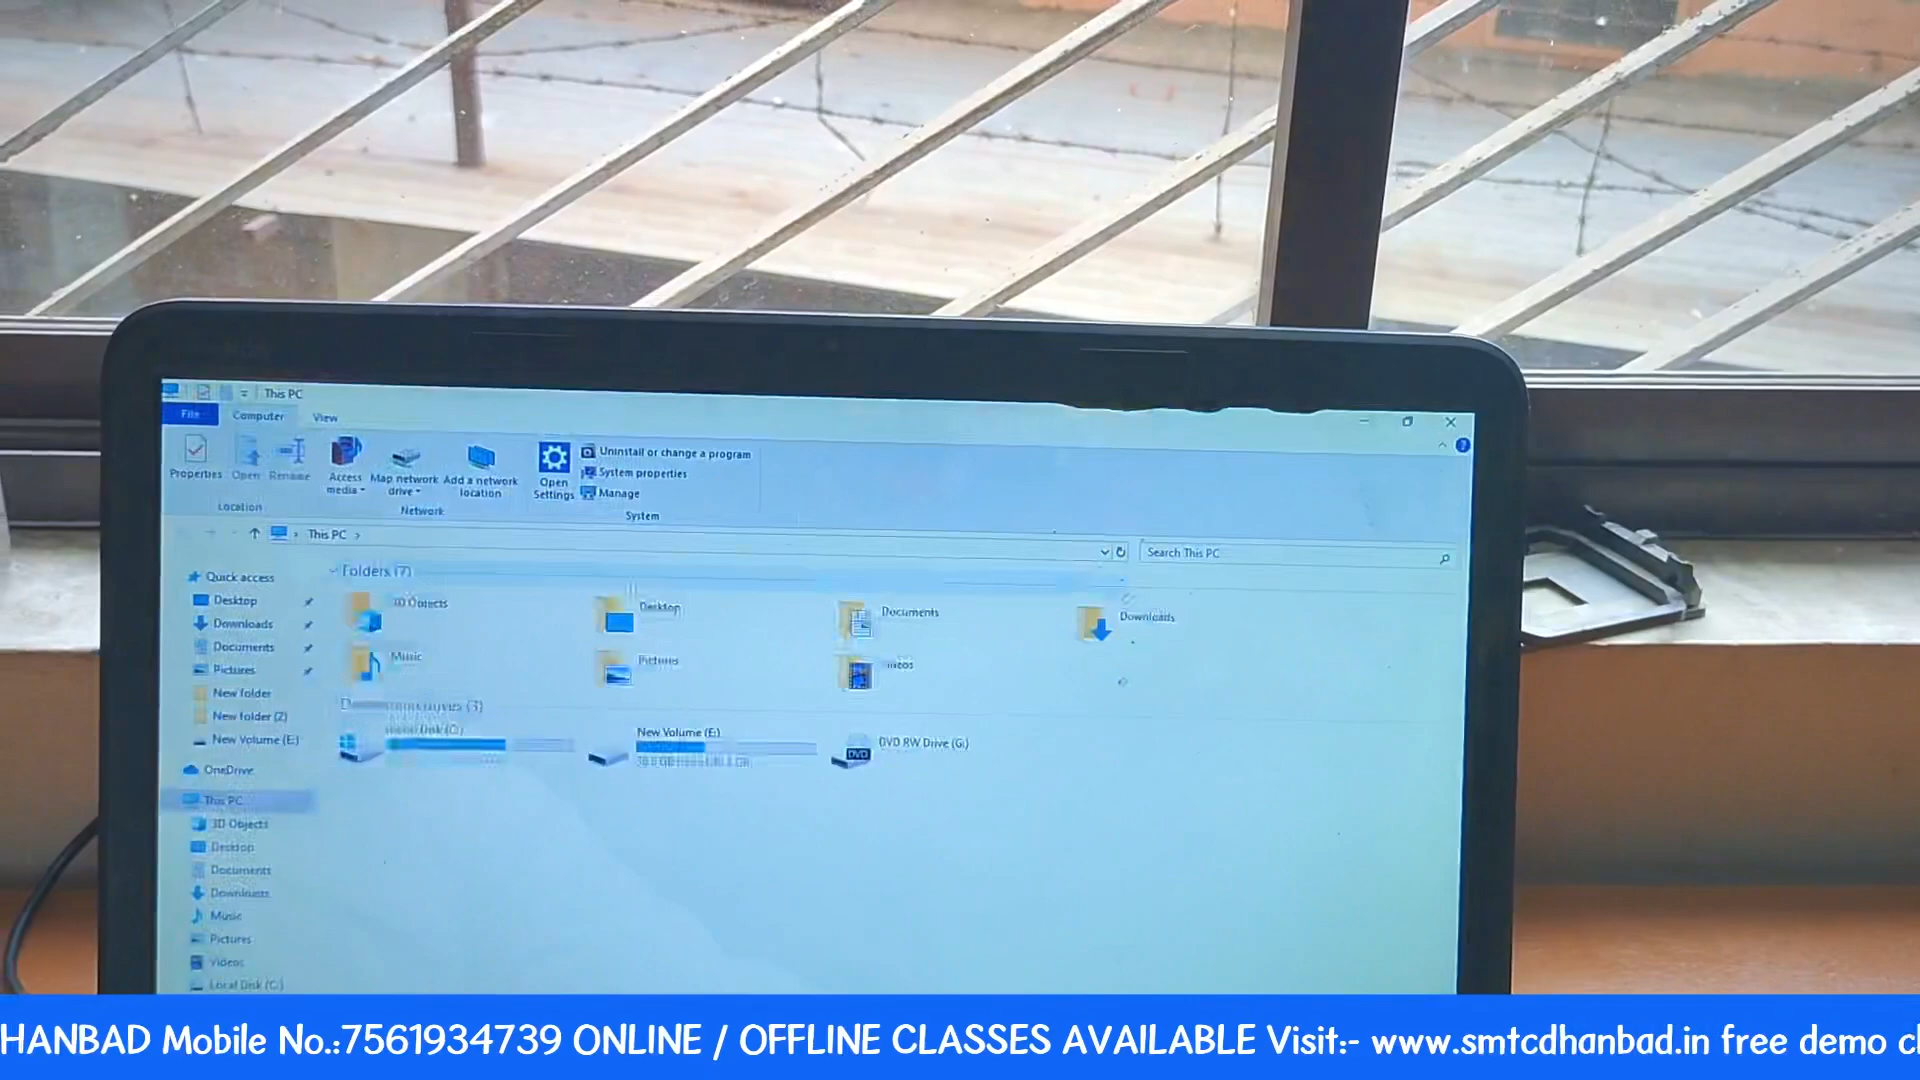 This PC
File Computer View
Properties Open Rename Access media Map network drive Add a network location Open Settings Uninstall or change a program
System properties
Manage
Location Network System
This PC
Search This PC
Quick access
Desktop
Downloads
Documents
Pictures
New folder
New folder (2)
New Volume (E:)
OneDrive
This PC
3D Objects
Desktop
Documents
Downloads
Music
Pictures
Videos
Local Disk (C:)
Folders (7)
3D Objects Desktop Documents Downloads
Music Pictures
(3)
Disk (C:) New Volume (E:) DVD RW Drive (G:)
DVD
HANBAD Mobile No.:7561934739 ONLINE / OFFLINE CLASSES AVAILABLE Visit:- www.smtcdhanbad.in free demo